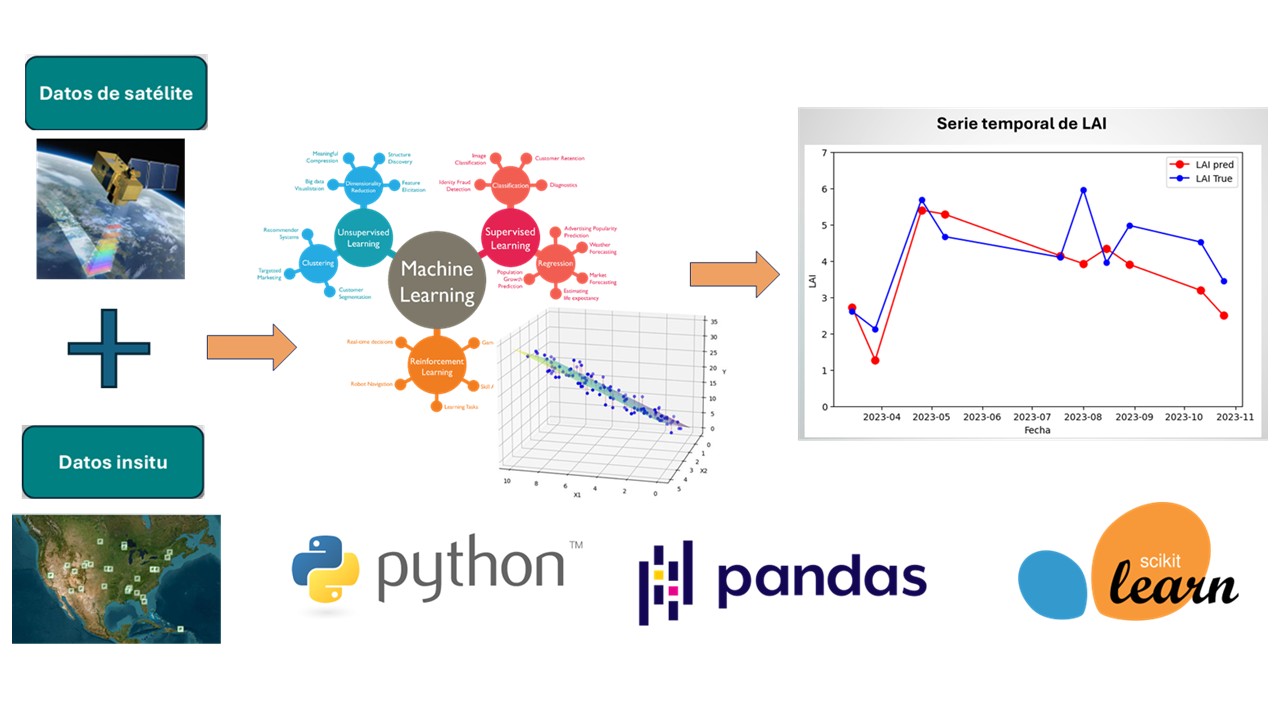 Datos de satélite
Datos insitu
Meaningful
Compression
Structure
Discovery
Big data
Visualization
Dimensionality
Reduction
Feature
Elicitation
Recommender
Systems
Unsupervised
Learning
Clustering
Targeted
Marketing
Customer
Segmentation
Machine
Learning
Image
Classification
Customer Retention
Idenity Fraud
Detection
Classification
Diagnostics
Supervised
Learning
Advertising Popularity
Prediction
Weather
Forecasting
Regression
Population
Growth
Prediction
Market
Forecasting
Estimating
life expectancy
Real-time decisions
Reinforcement
Learning
Robot Navigation
Learning Tasks
35
30
25
20
15
10
5
0
Y
10
8
6
4
2
0
X1
0
1
2
3
4
5
X2
Serie temporal de LAI
LAI pred
LAI True
7
6
5
4
3
2
1
0
LAI
2023-04 2023-05 2023-06 2023-07 2023-08 2023-09 2023-10 2023-11
Fecha
python™
pandas
scikit
learn